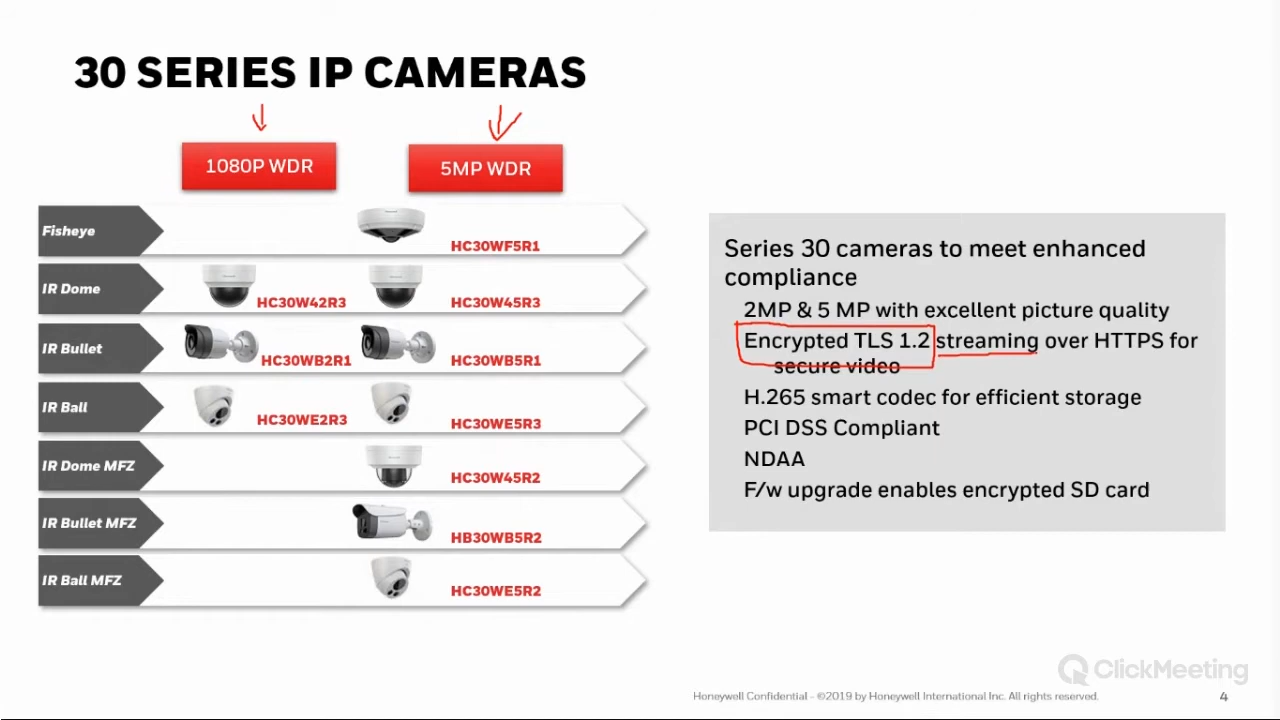 30 SERIES IP CAMERAS
1080P WDR
5MP WDR
Fisheye
HC30WF5R1
IR Dome
HC30W42R3
HC30W45R3
IR Bullet
HC30WB2R1
HC30WB5R1
IR Ball
HC30WE2R3
HC30WE5R3
IR Dome MFZ
HC30W45R2
IR Bullet MFZ
HB30WB5R2
IR Ball MFZ
HC30WE5R2
Series 30 cameras to meet enhanced
compliance
2MP & 5 MP with excellent picture quality
Encrypted TLS 1.2 streaming over HTTPS for
secure video
H.265 smart codec for efficient storage
PCI DSS Compliant
NDAA
F/w upgrade enables encrypted SD card
ClickMeeting
Honeywell Confidential - ©2019 by Honeywell International Inc. All rights reserved.
4